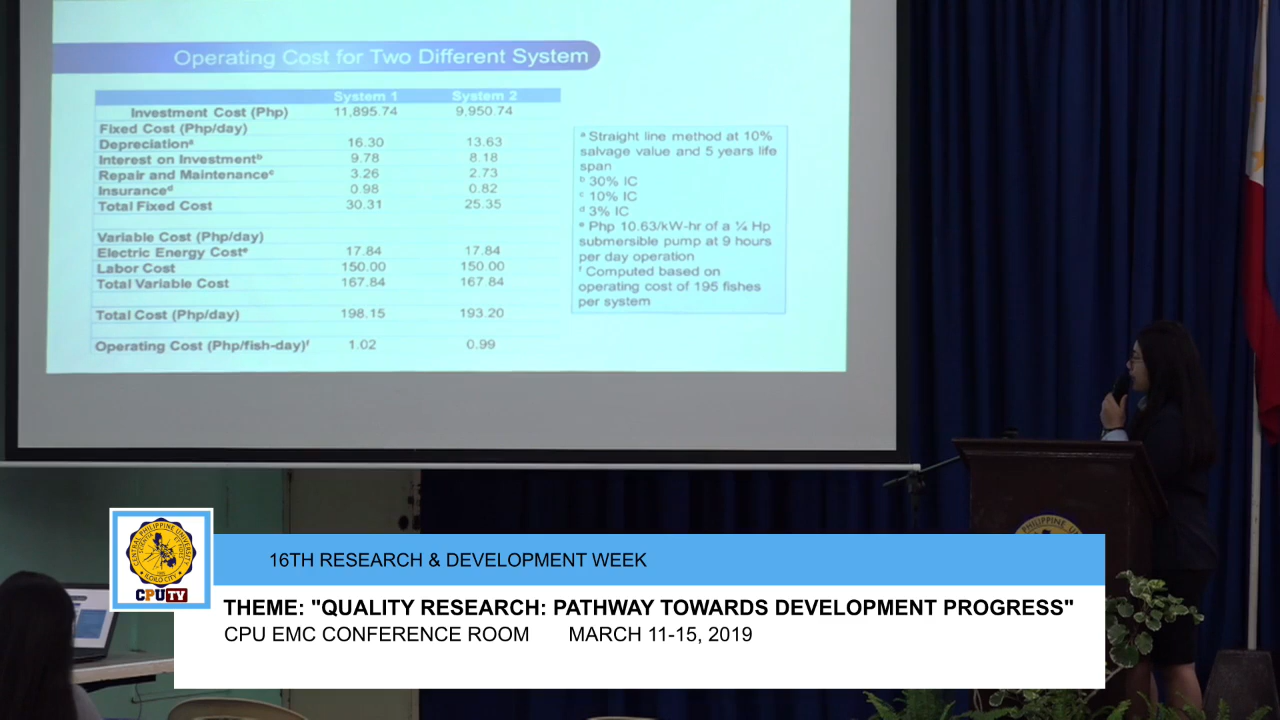 Operating Cost for Two Different System
System 1 System 2
Investment Cost (Php) 11,895.74 9,950.74
Fixed Cost (Php/day)
Depreciationᵃ 16.30 13.63
Interest on Investmentᵇ 9.78 8.18
Repair and Maintenanceᶜ 3.26 2.73
Insuranceᵈ 0.98 0.82
Total Fixed Cost 30.31 25.35
Variable Cost (Php/day)
Electric Energy Costᵉ 17.84 17.84
Labor Cost 150.00 150.00
Total Variable Cost 167.84 167.84
Total Cost (Php/day) 198.15 193.20
Operating Cost (Php/fish-day)ᶠ 1.02 0.99
ᵃ Straight line method at 10%
salvage value and 5 years life
span
ᵇ 30% IC
ᶜ 10% IC
ᵈ 3% IC
ᵉ Php 10.63/kW-hr of a ¼ Hp
submersible pump at 9 hours
per day operation
ᶠ Computed based on
operating cost of 195 fishes
per system
CENTRAL PHILIPPINE UNIVERSITY
ILOILO CITY
CPU TV
16TH RESEARCH & DEVELOPMENT WEEK
THEME: "QUALITY RESEARCH: PATHWAY TOWARDS DEVELOPMENT PROGRESS"
CPU EMC CONFERENCE ROOM MARCH 11-15, 2019